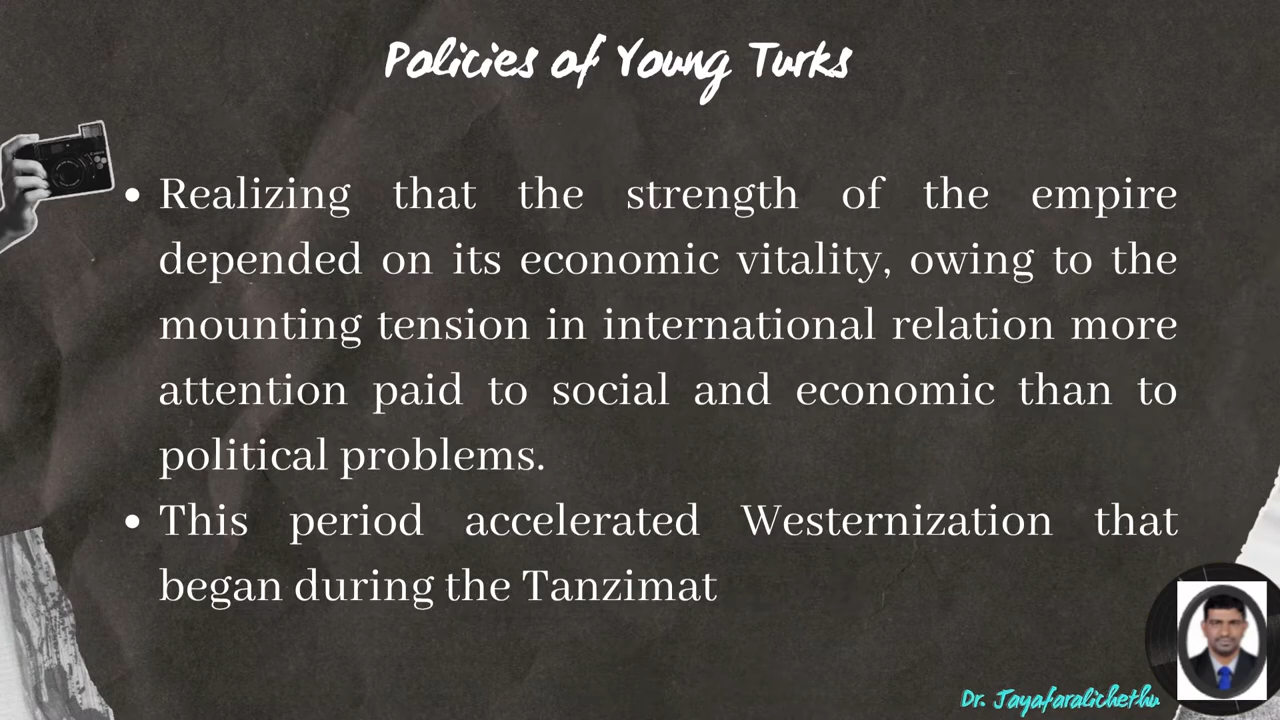 Policies of Young Turks
• Realizing that the strength of the empire
depended on its economic vitality, owing to the
mounting tension in international relation more
attention paid to social and economic than to
political problems.
• This period accelerated Westernization that
began during the Tanzimat
Dr. Jayafaralichethu